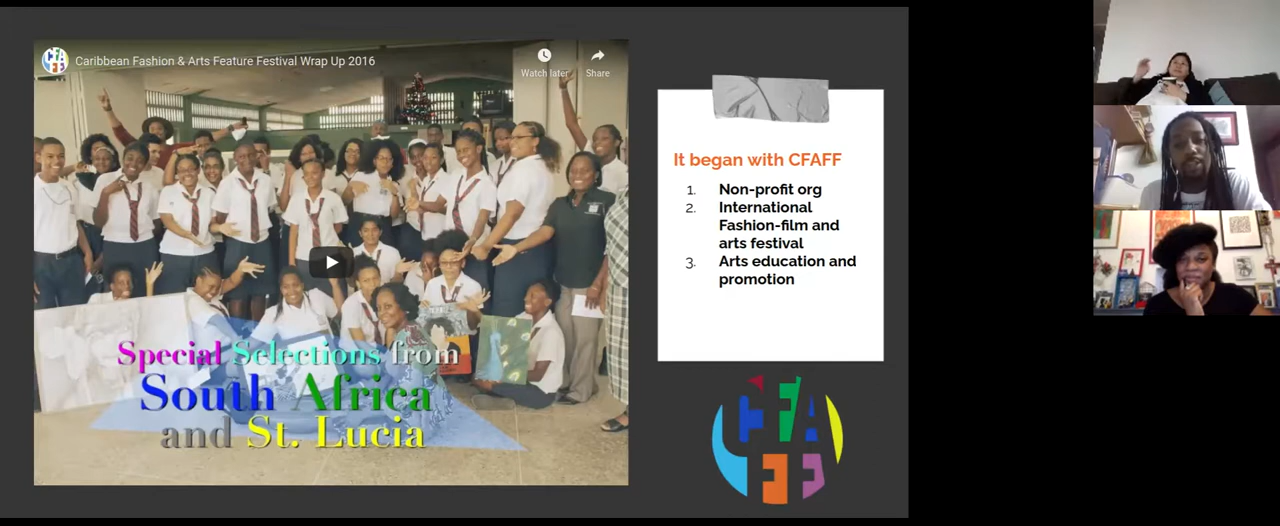 Caribbean Fashion & Arts Feature Festival Wrap Up 2016
Watch later
Share
Special Selections from
South Africa
and St. Lucia
It began with CFAFF
1. Non-profit org
2. International
Fashion-film and
arts festival
3. Arts education and
promotion
CFA
FF